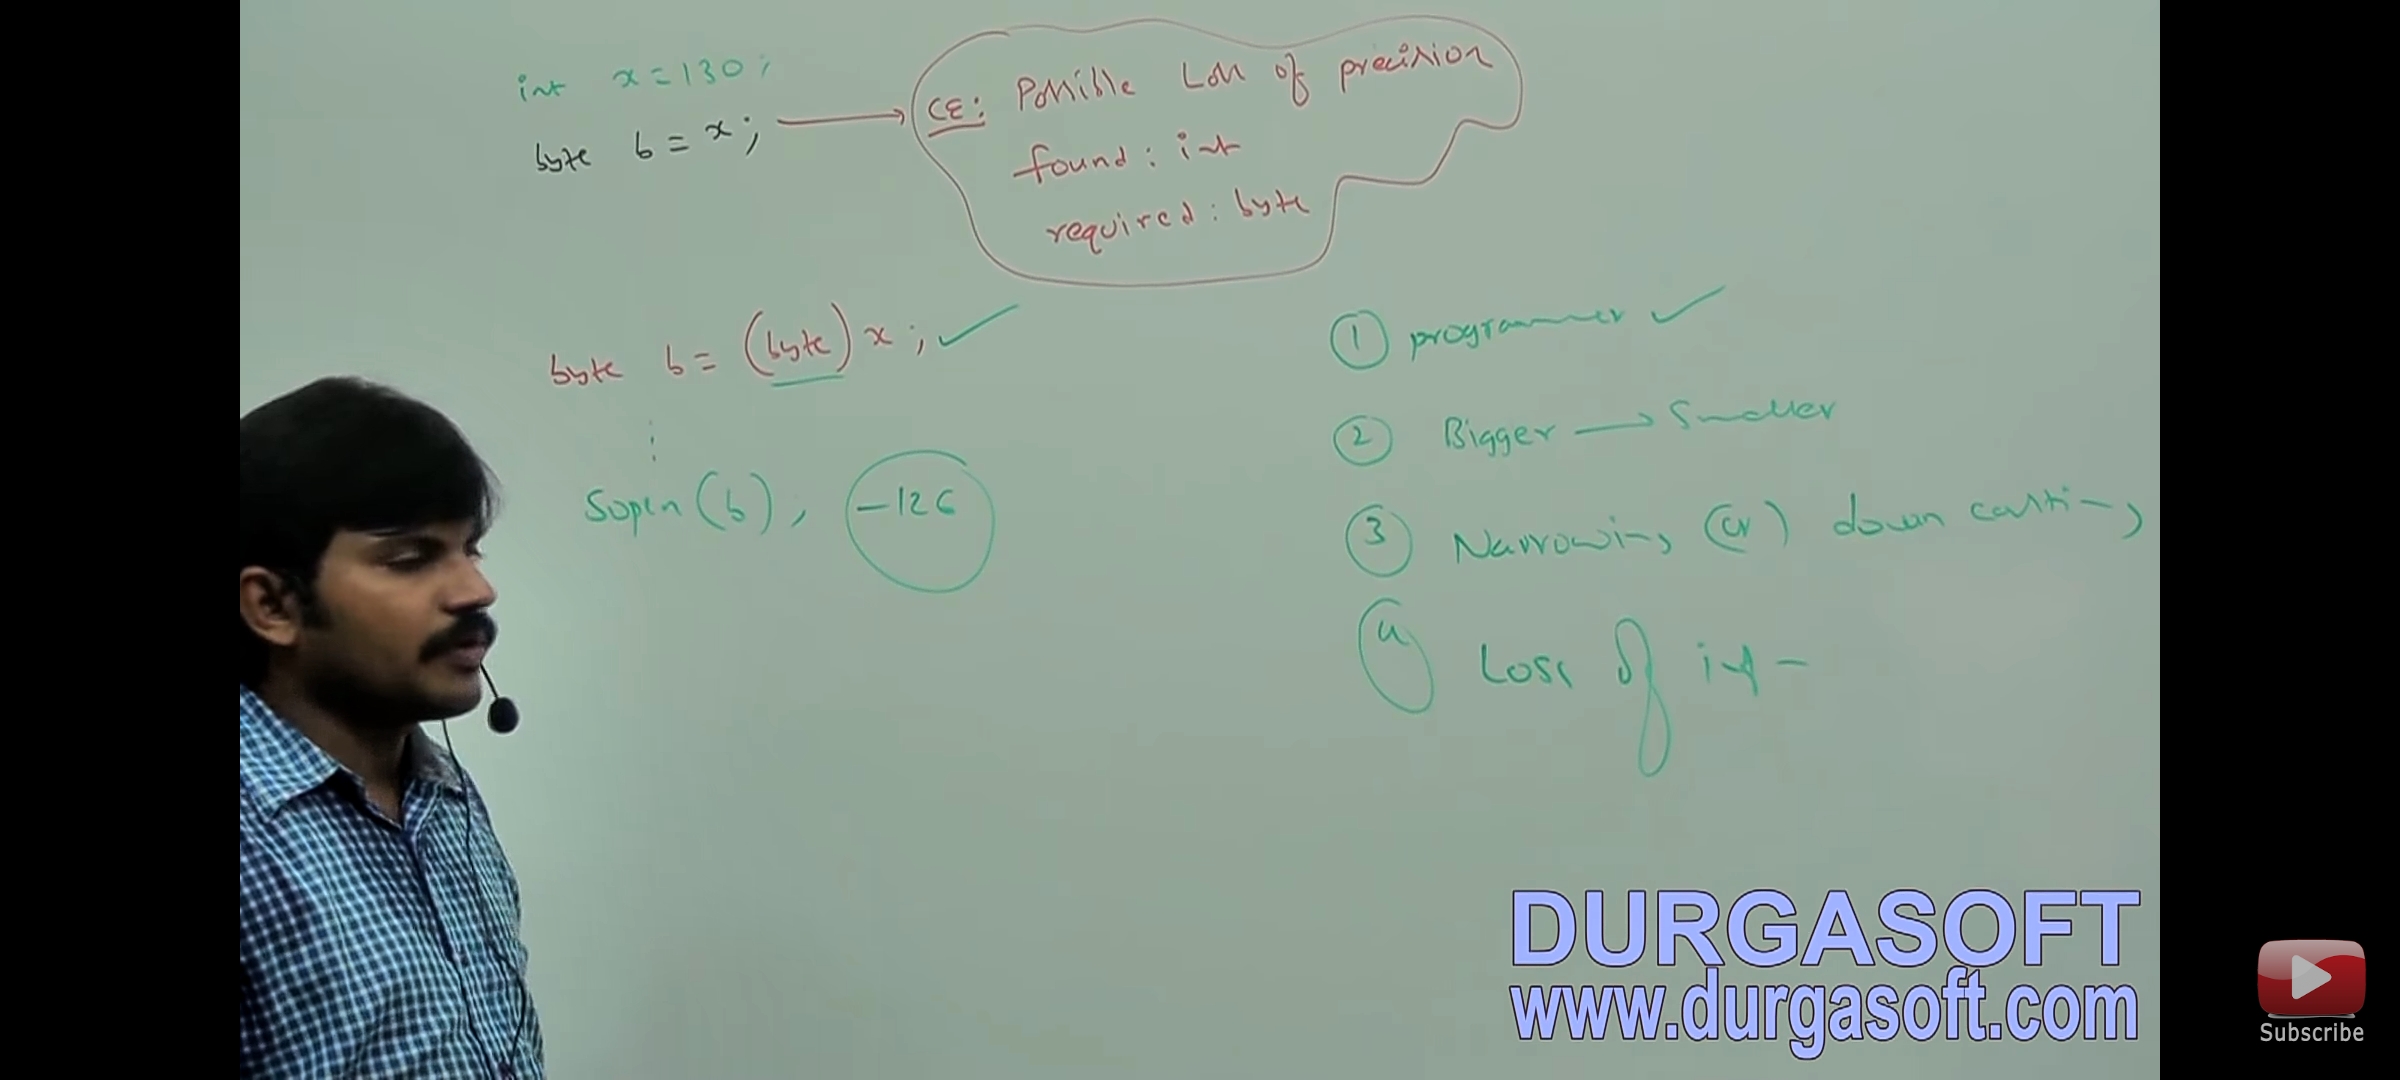 int x=130;
byte b=x;
CE: Possible Loss of precision
found: int
required: byte
byte b=(byte)x;
Sopln(b);
-126
① programmer
② Bigger → Smaller
③ Narrowing (or) down casting
④ Loss of inf-
DURGASOFT
www.durgasoft.com
Subscribe